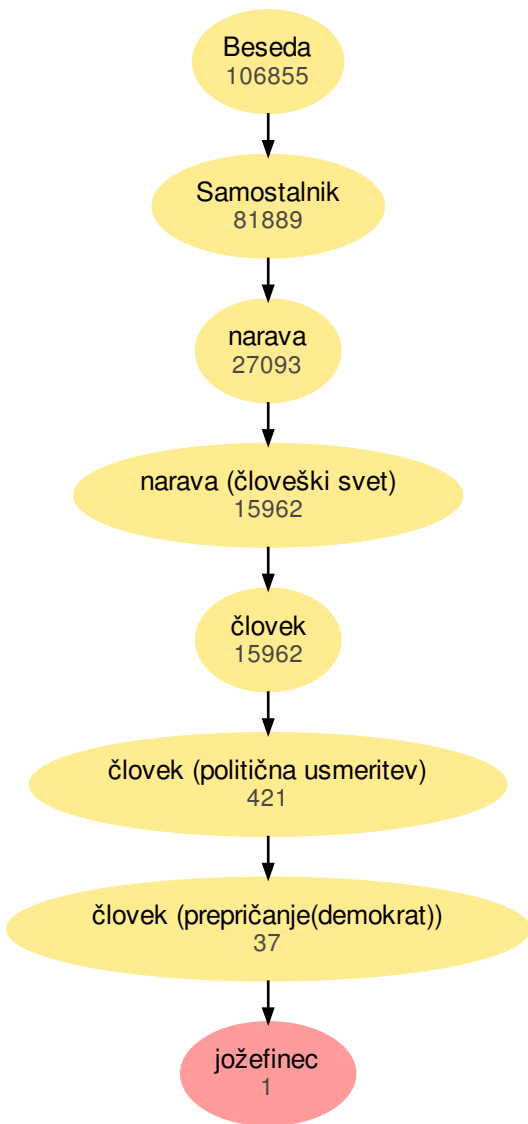 Beseda
106855
Samostalnik
81889
narava
27093
narava (človeški svet)
15962
človek
15962
človek (politična usmeritev)
421
človek (prepričanje(demokrat))
37
jožefinec
1